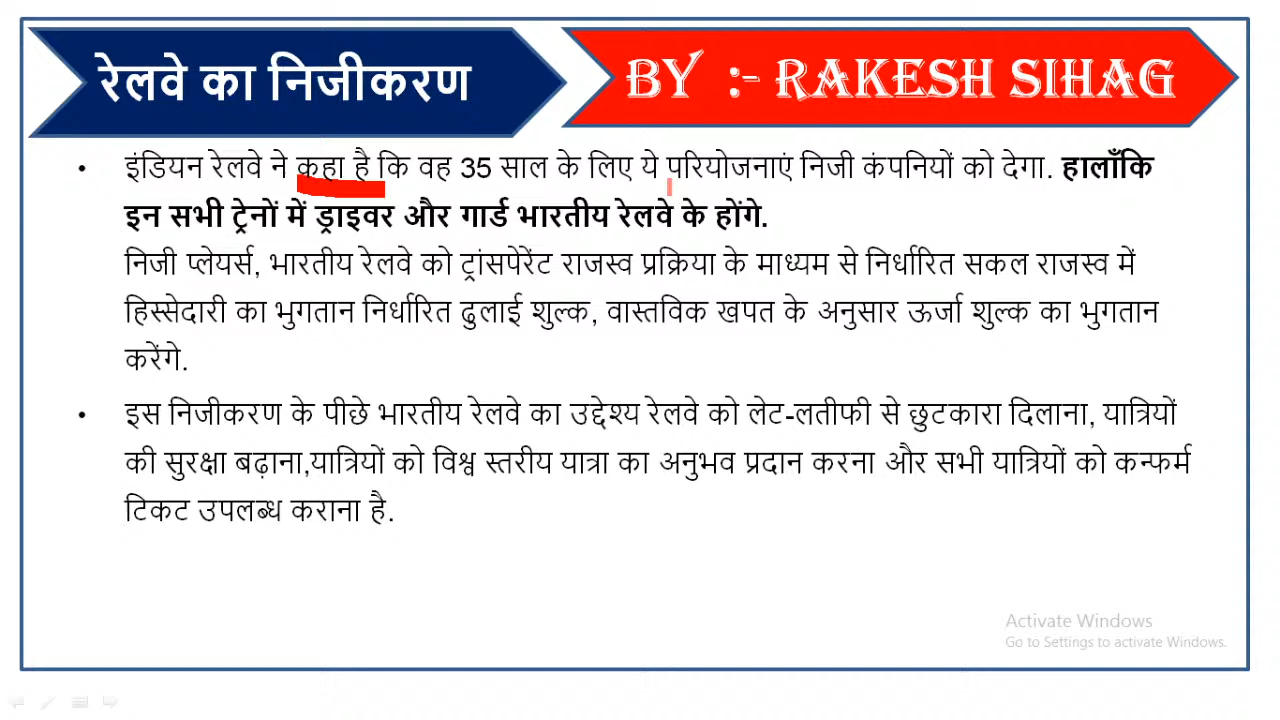 रेलवे का निजीकरण
BY :- RAKESH SIHAG
• इंडियन रेलवे ने कहा है कि वह 35 साल के लिए ये परियोजनाएं निजी कंपनियों को देगा. हालाँकि
इन सभी ट्रेनों में ड्राइवर और गार्ड भारतीय रेलवे के होंगे.
निजी प्लेयर्स, भारतीय रेलवे को ट्रांसपेरेंट राजस्व प्रक्रिया के माध्यम से निर्धारित सकल राजस्व में
हिस्सेदारी का भुगतान निर्धारित ढुलाई शुल्क, वास्तविक खपत के अनुसार ऊर्जा शुल्क का भुगतान
करेंगे.
• इस निजीकरण के पीछे भारतीय रेलवे का उद्देश्य रेलवे को लेट-लतीफी से छुटकारा दिलाना, यात्रियों
की सुरक्षा बढ़ाना,यात्रियों को विश्व स्तरीय यात्रा का अनुभव प्रदान करना और सभी यात्रियों को कन्फर्म
टिकट उपलब्ध कराना है.
Activate Windows
Go to Settings to activate Windows.